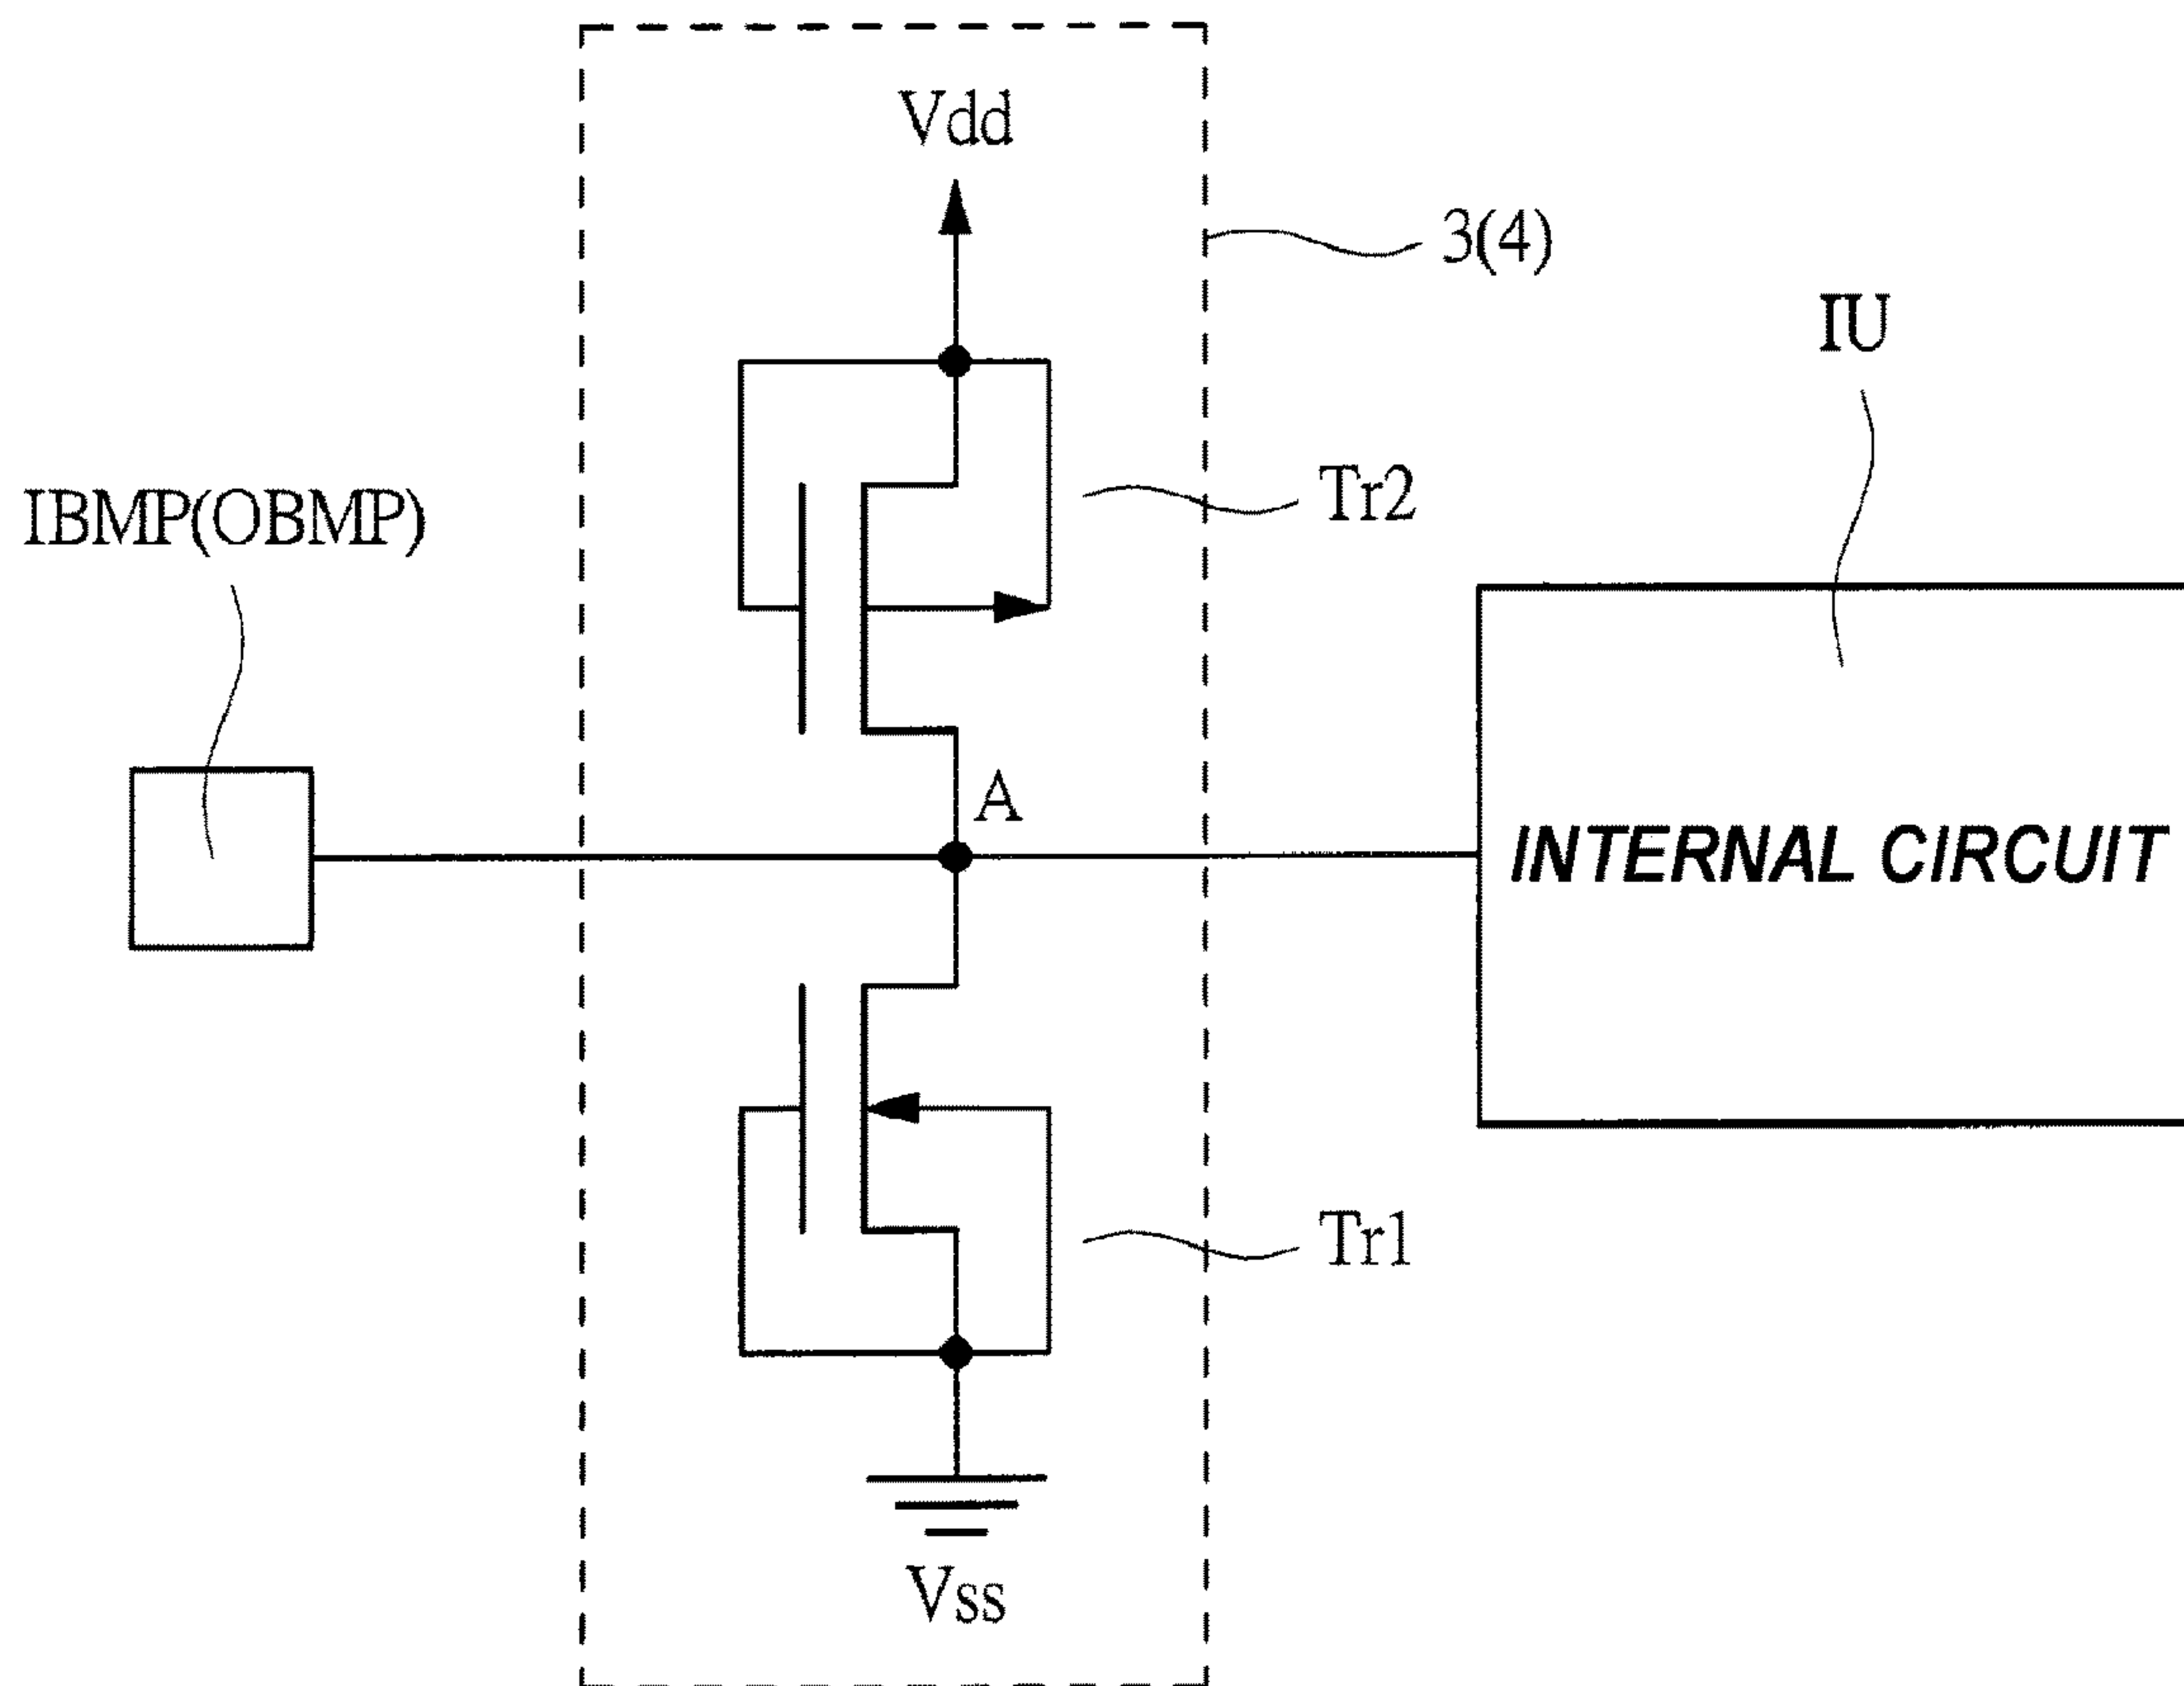 Vdd
3(4)
IU
Tr2
IBMP(OBMP)
A
INTERNAL CIRCUIT
Tr1
Vss